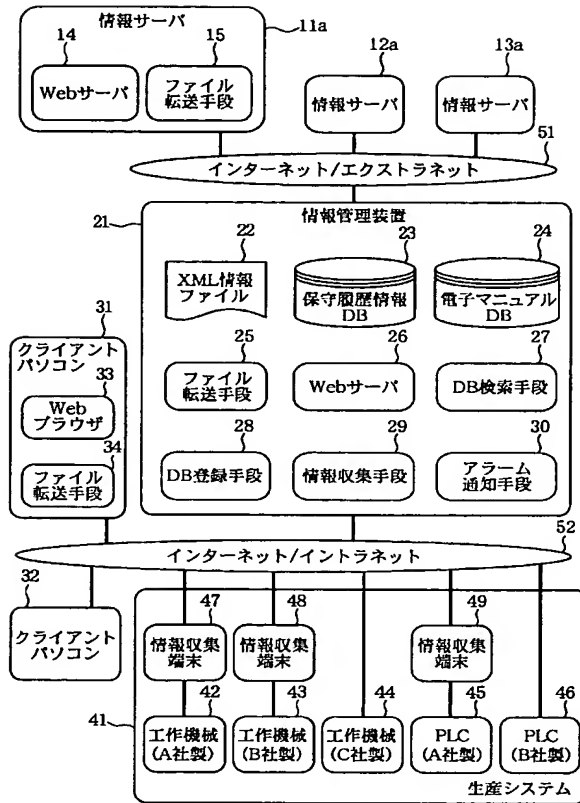 情報サーバ
11a
14
15
Webサーバ
ファイル
転送手段
12a
13a
情報サーバ
情報サーバ
51
インターネット/エクストラネット
21
情報管理装置
22
23
24
XML情報
ファイル
保守履歴情報
DB
電子マニュアル
DB
25
26
27
ファイル
転送手段
Webサーバ
DB検索手段
28
29
30
DB登録手段
情報収集手段
アラーム
通知手段
31
クライアント
パソコン
33
Web
ブラウザ
34
ファイル
転送手段
52
インターネット/イントラネット
32
クライアント
パソコン
47
48
49
情報収集
端末
情報収集
端末
情報収集
端末
41
42
43
44
45
46
工作機械
(A社製)
工作機械
(B社製)
工作機械
(C社製)
PLC
(A社製)
PLC
(B社製)
生産システム